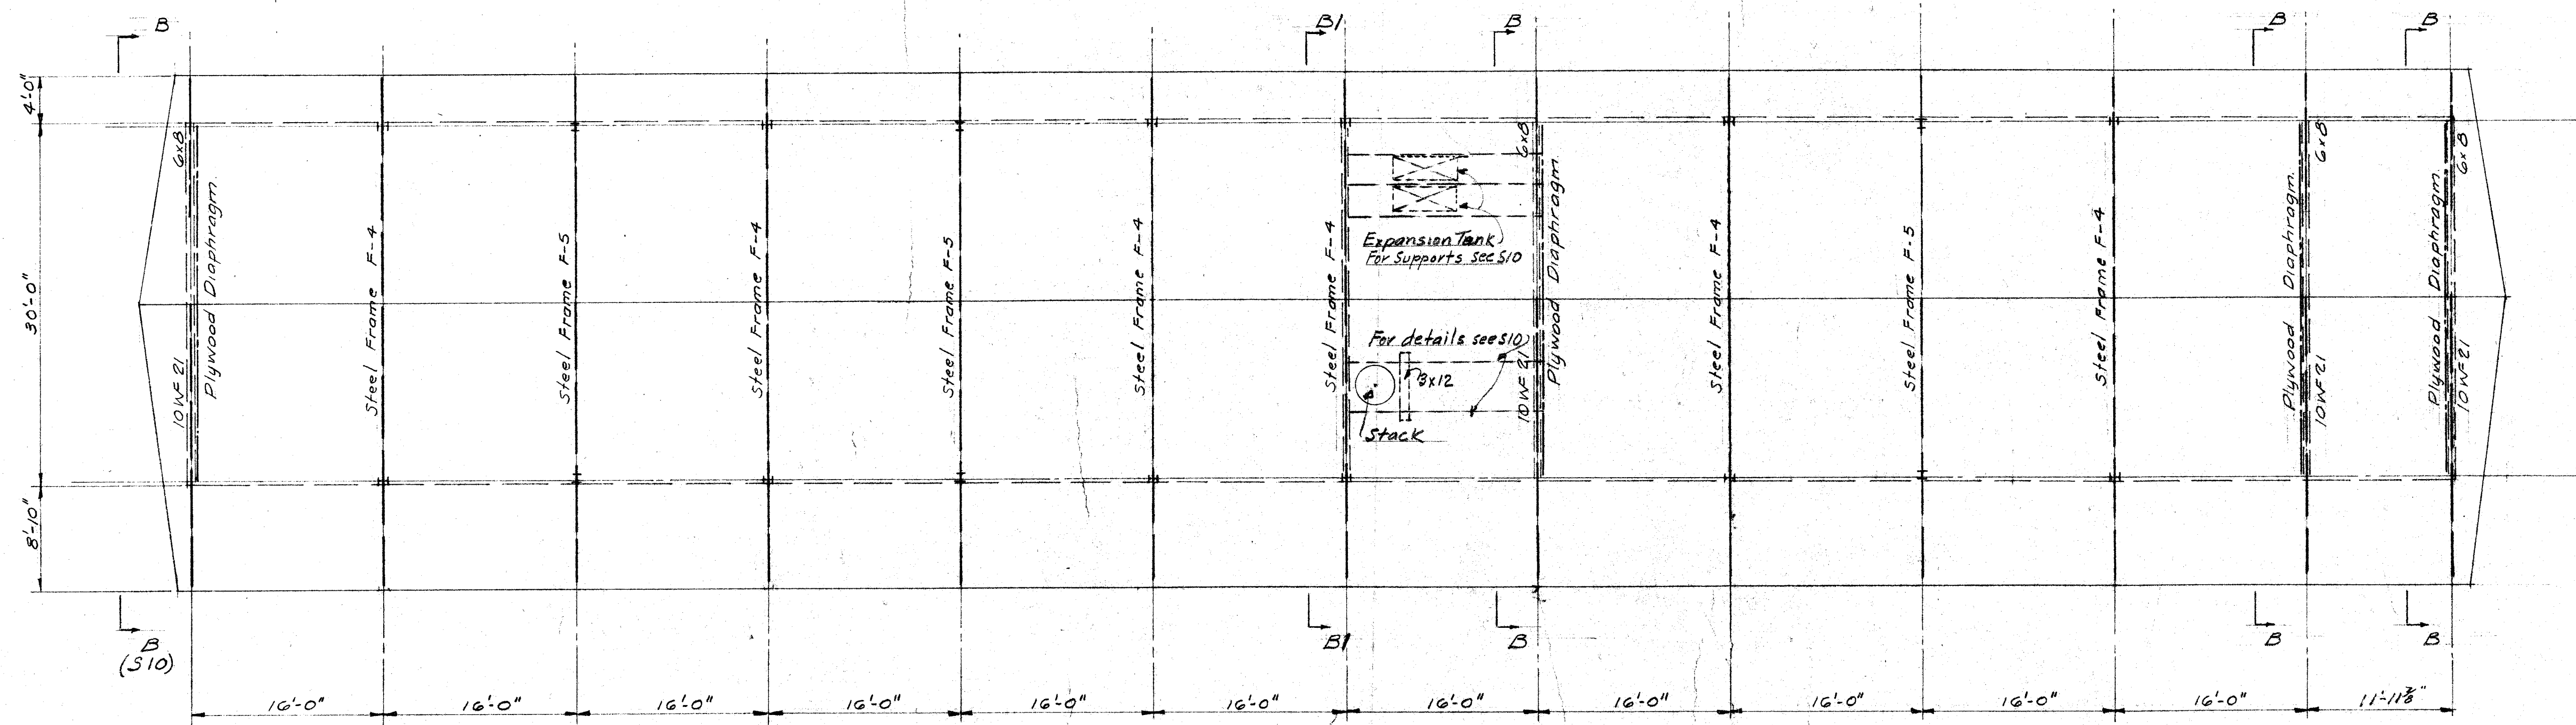 B
B1
B
B
B
4'-0"
30'-0"
8'-10"
6x8
10WF21
Plywood Diaphragm
Steel Frame F-4
Steel Frame F-5
Steel Frame F-4
Steel Frame F-5
Steel Frame F-4
Steel Frame F-4
Expansion Tank
For Supports see S10
For details see S10
3x12
Stack
6x8
10WF21
Plywood Diaphragm
Steel Frame F-4
Steel Frame F-5
Steel Frame F-4
Plywood Diaphragm.
6x8
10WF21
Plywood Diaphragm.
6x8
10WF21
B
(S10)
B1
B
B
B
16'-0"
16'-0"
16'-0"
16'-0"
16'-0"
16'-0"
16'-0"
16'-0"
16'-0"
16'-0"
16'-0"
11'-11⅞"